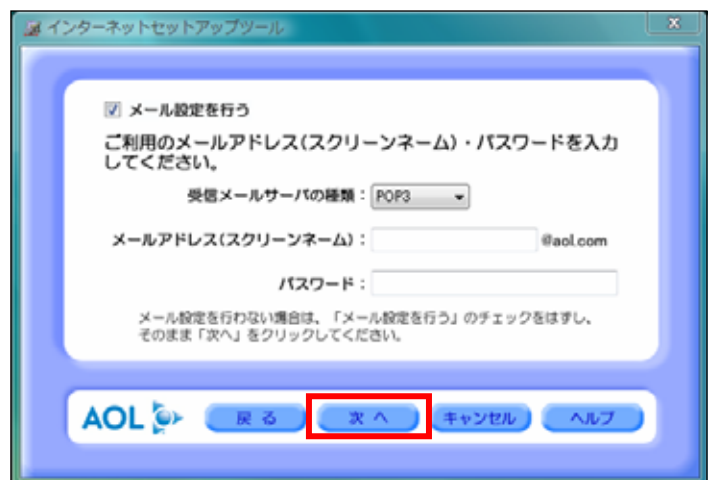 インターネットセットアップツール
メール設定を行う
ご利用のメールアドレス(スクリーンネーム)・パスワードを入力
してください。
受信メールサーバの種類： POP3
メールアドレス(スクリーンネーム)： @aol.com
パスワード：
メール設定を行わない場合は、「メール設定を行う」のチェックをはずし、
そのまま「次へ」をクリックしてください。
AOL 戻る 次へ キャンセル ヘルプ